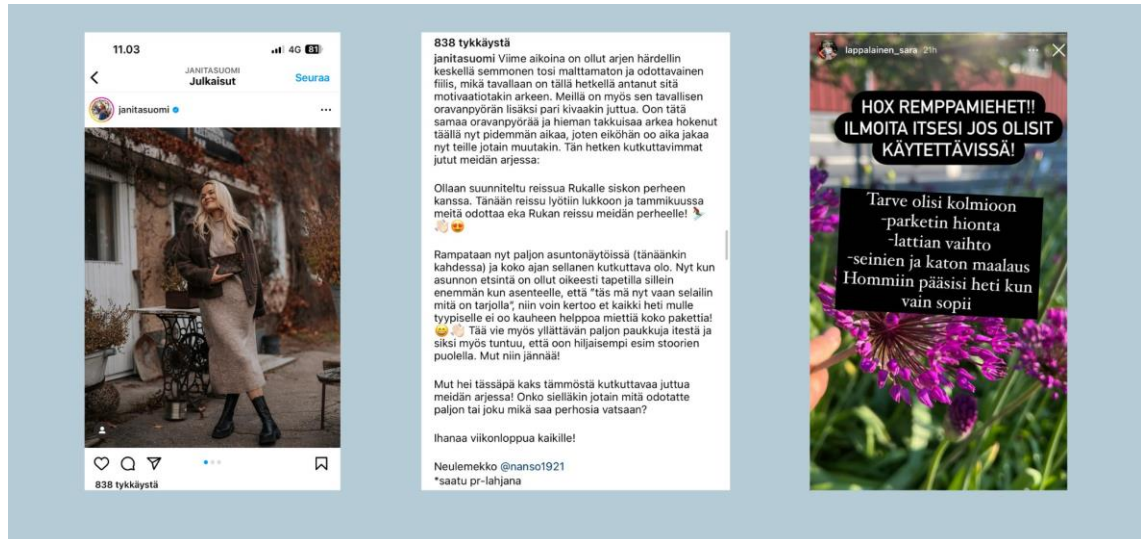 11.03
4G 81
JANITASUOMI
Julkaisut
Seuraa
janitasuomi
838 tykkäystä
838 tykkäystä
janitasuomi Viime aikoina on ollut arjen härdellin
keskellä semmonen tosi malttamaton ja odottavainen
fiilis, mikä tavallaan on tällä hetkellä antanut sitä
motivaatiotakin arkeen. Meillä on myös sen tavallisen
oravanpyörän lisäksi pari kivaakin juttua. Oon tätä
samaa oravanpyörää ja hieman takkuisaa arkea hokenut
täällä nyt pidemmän aikaa, joten eiköhän oo aika jakaa
nyt teille jotain muutakin. Tän hetken kutkuttavimmat
jutut meidän arjessa:
Ollaan suunniteltu reissua Rukalle siskon perheen
kanssa. Tänään reissu lyötiin lukkoon ja tammikuussa
meitä odottaa eka Rukan reissu meidän perheelle! ⛷️
👏🏻😍
Rampataan nyt paljon asuntonäytöissä (tänäänkin
kahdessa) ja koko ajan sellanen kutkuttava olo. Nyt kun
asunnon etsintä on ollut oikeesti tapetilla sillein
enemmän kun asenteelle, että "täs mä nyt vaan selailin
mitä on tarjolla", niin voin kertoo et kaikki heti mulle
tyypiselle ei oo kauheen helppoa miettiä koko pakettia!
😄👏🏻 Tää vie myös yllättävän paljon paukkuja itestä ja
siksi myös tuntuu, että oon hiljaisempi esim stoorien
puolella. Mut niin jännää!
Mut hei tässäpä kaks tämmöstä kutkuttavaa juttua
meidän arjessa! Onko sielläkin jotain mitä odotatte
paljon tai joku mikä saa perhosia vatsaan?
Ihanaa viikonloppua kaikille!
Neulemekko @nanso1921
*saatu pr-lahjana
lappalainen_sara 21h
HOX REMPPAMIEHET!!
ILMOITA ITSESI JOS OLISIT
KÄYTETTÄVISSÄ!
Tarve olisi kolmioon
-parketin hionta
-lattian vaihto
-seinien ja katon maalaus
Hommiin pääsisi heti kun
vain sopii